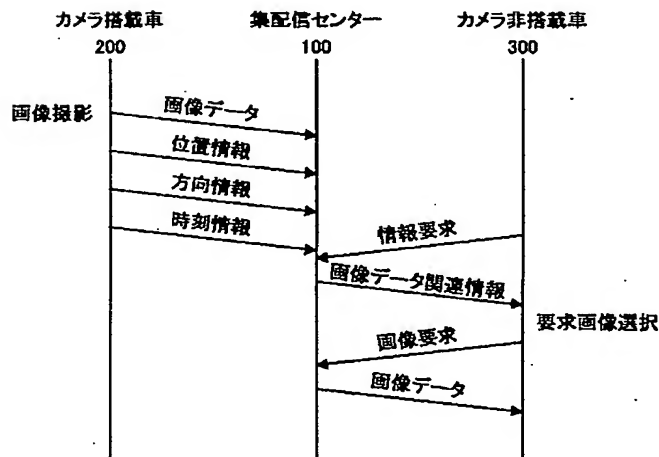 カメラ搭載車
集配信センター
カメラ非搭載車
200
100
300
画像撮影
画像データ
位置情報
方向情報
時刻情報
情報要求
画像データ関連情報
要求画像選択
画像要求
画像データ